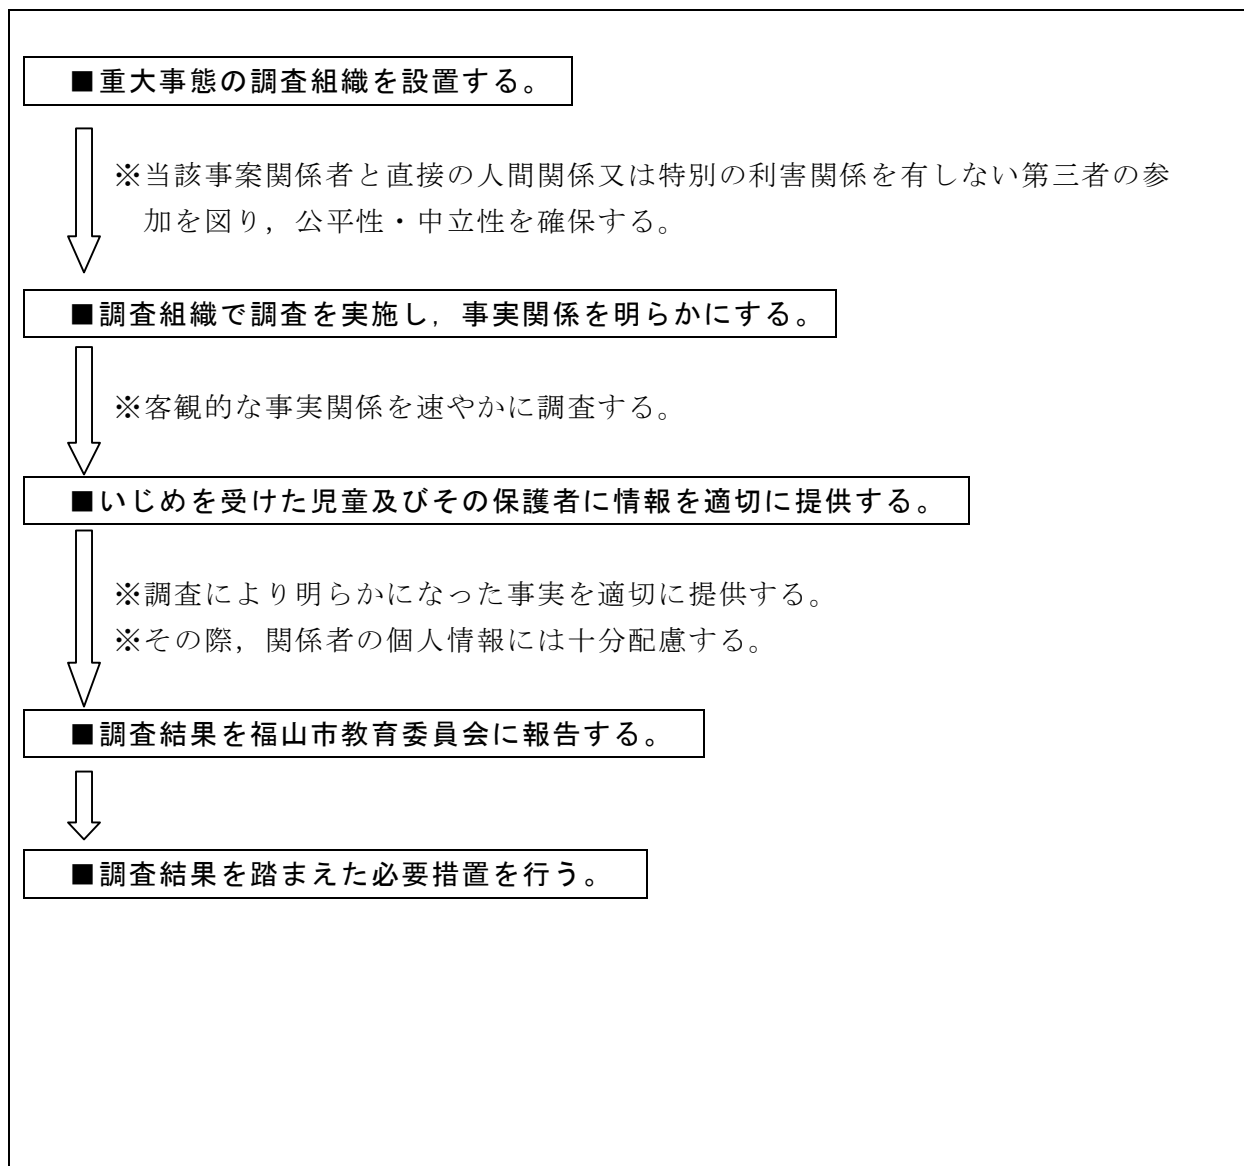 ■重大事態の調査組織を設置する。
※当該事案関係者と直接の人間関係又は特別の利害関係を有しない第三者の参
加を図り，公平性・中立性を確保する。
■調査組織で調査を実施し，事実関係を明らかにする。
※客観的な事実関係を速やかに調査する。
■いじめを受けた児童及びその保護者に情報を適切に提供する。
※調査により明らかになった事実を適切に提供する。
※その際，関係者の個人情報には十分配慮する。
■調査結果を福山市教育委員会に報告する。
■調査結果を踏まえた必要措置を行う。